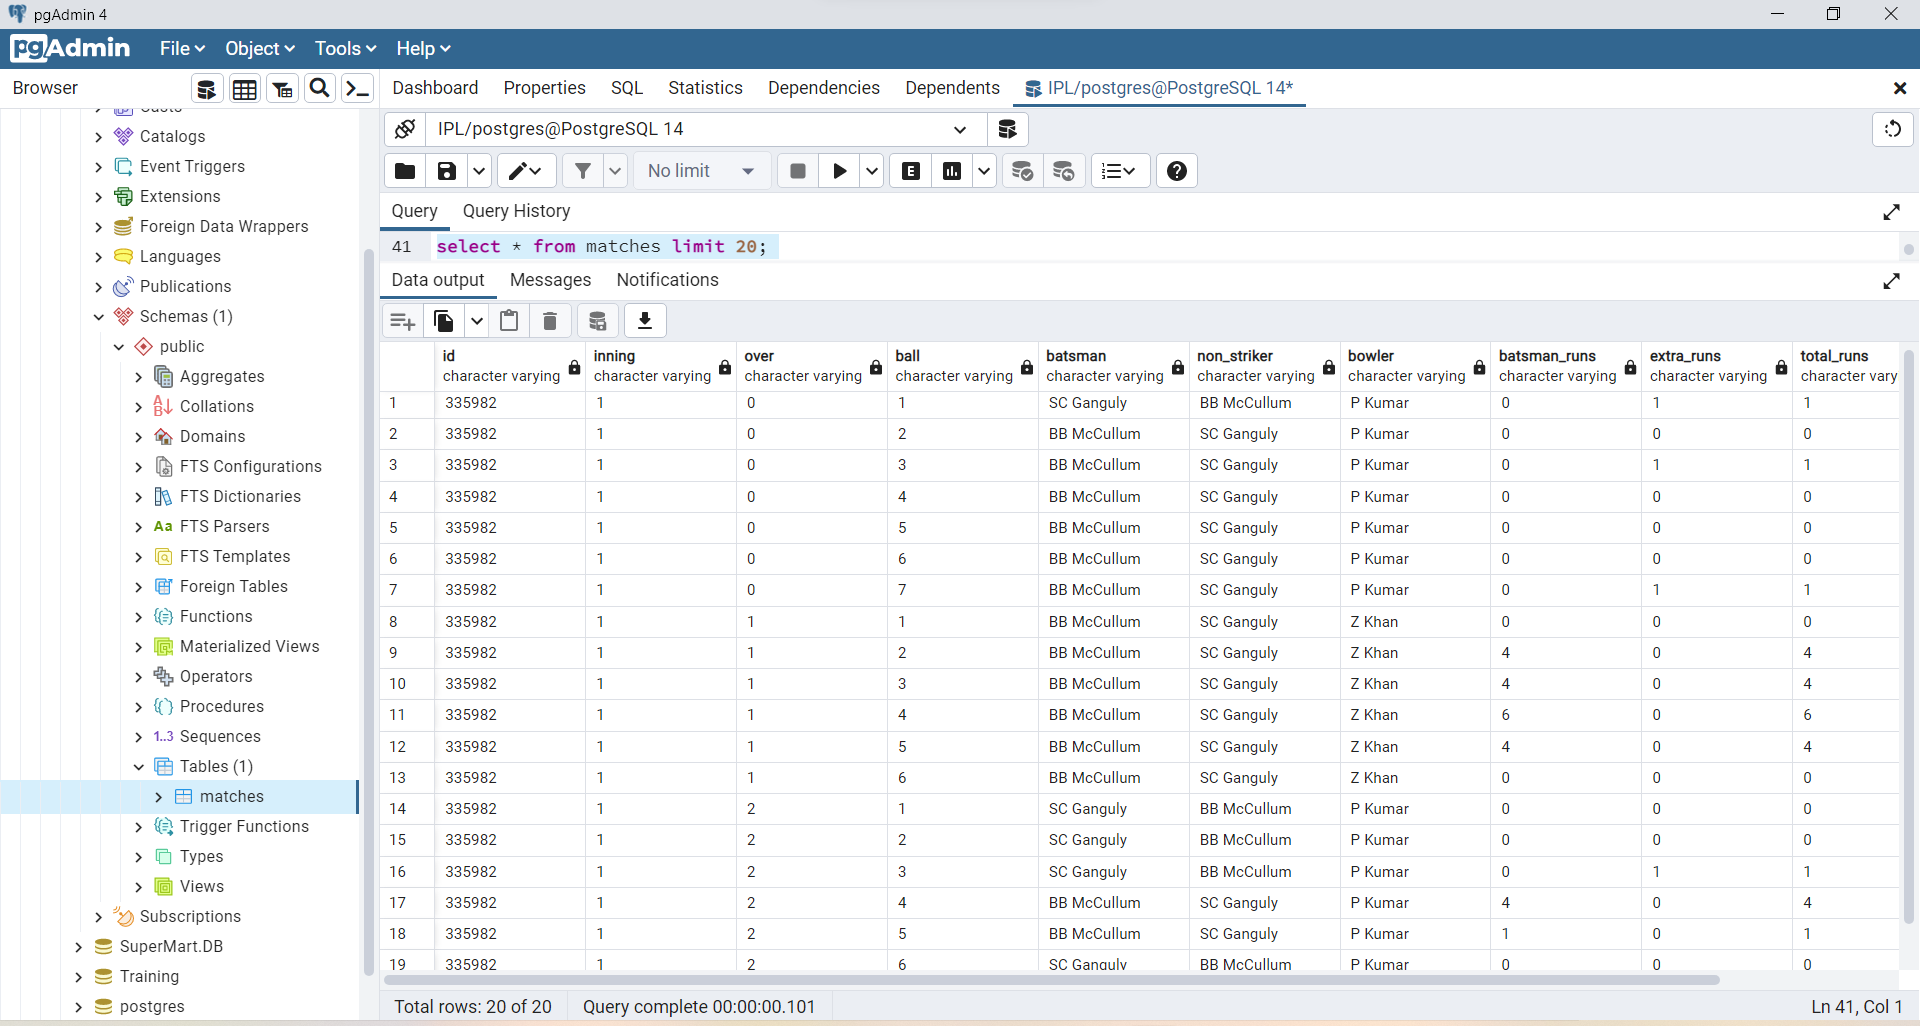 pgAdmin 4
pgAdmin File Object Tools Help
Browser
Dashboard Properties SQL Statistics Dependencies Dependents IPL/postgres@PostgreSQL 14*
Catalogs
Event Triggers
Extensions
Foreign Data Wrappers
Languages
Publications
Schemas (1)
public
Aggregates
Collations
Domains
FTS Configurations
FTS Dictionaries
Aa FTS Parsers
FTS Templates
Foreign Tables
Functions
Materialized Views
Operators
Procedures
1..3 Sequences
Tables (1)
matches
Trigger Functions
Types
Views
Subscriptions
SuperMart.DB
Training
postgres
IPL/postgres@PostgreSQL 14
No limit E
Query Query History
41 select * from matches limit 20;
Data output Messages Notifications
id inning over ball batsman non_striker bowler batsman_runs extra_runs total_runs
character varying character varying character varying character varying character varying character varying character varying character varying character varying character vary
1 335982 1 0 1 SC Ganguly BB McCullum P Kumar 0 1 1
2 335982 1 0 2 BB McCullum SC Ganguly P Kumar 0 0 0
3 335982 1 0 3 BB McCullum SC Ganguly P Kumar 0 1 1
4 335982 1 0 4 BB McCullum SC Ganguly P Kumar 0 0 0
5 335982 1 0 5 BB McCullum SC Ganguly P Kumar 0 0 0
6 335982 1 0 6 BB McCullum SC Ganguly P Kumar 0 0 0
7 335982 1 0 7 BB McCullum SC Ganguly P Kumar 0 1 1
8 335982 1 1 1 BB McCullum SC Ganguly Z Khan 0 0 0
9 335982 1 1 2 BB McCullum SC Ganguly Z Khan 4 0 4
10 335982 1 1 3 BB McCullum SC Ganguly Z Khan 4 0 4
11 335982 1 1 4 BB McCullum SC Ganguly Z Khan 6 0 6
12 335982 1 1 5 BB McCullum SC Ganguly Z Khan 4 0 4
13 335982 1 1 6 BB McCullum SC Ganguly Z Khan 0 0 0
14 335982 1 2 1 SC Ganguly BB McCullum P Kumar 0 0 0
15 335982 1 2 2 SC Ganguly BB McCullum P Kumar 0 0 0
16 335982 1 2 3 SC Ganguly BB McCullum P Kumar 0 1 1
17 335982 1 2 4 BB McCullum SC Ganguly P Kumar 4 0 4
18 335982 1 2 5 BB McCullum SC Ganguly P Kumar 1 0 1
19 335982 1 2 6 SC Ganguly BB McCullum P Kumar 0 0 0
Total rows: 20 of 20 Query complete 00:00:00.101 Ln 41, Col 1